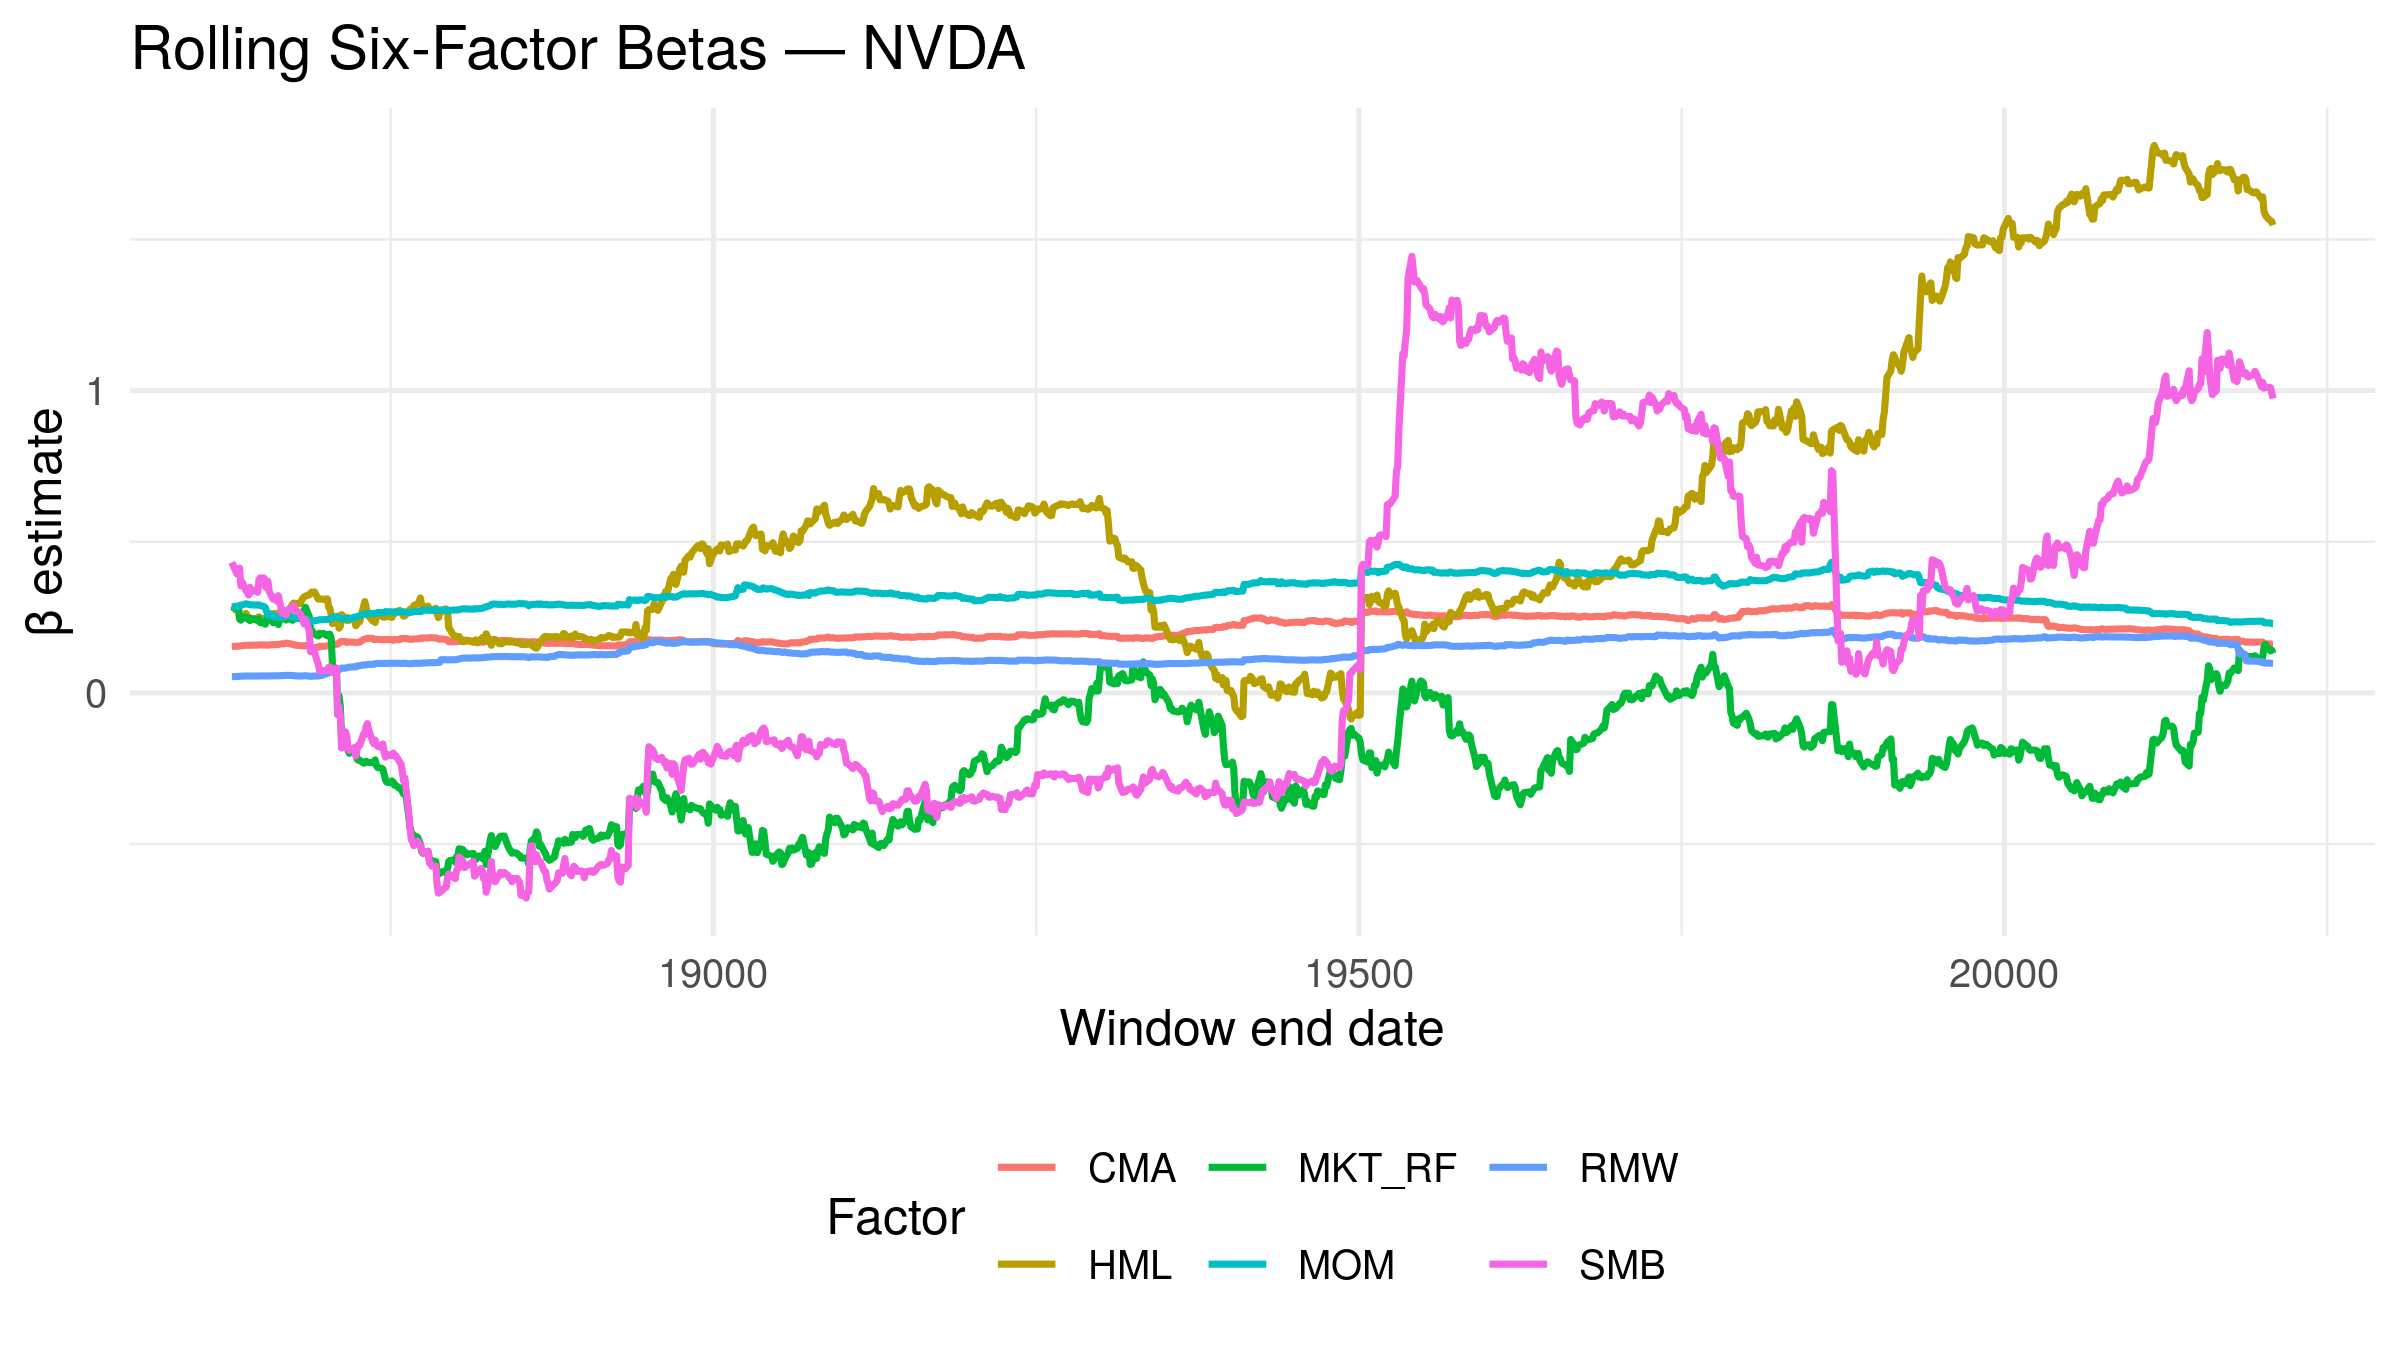 Rolling Six-Factor Betas — NVDA
β estimate
1
0
19000 19500 20000
Window end date
Factor
CMA MKT_RF RMW
HML MOM SMB